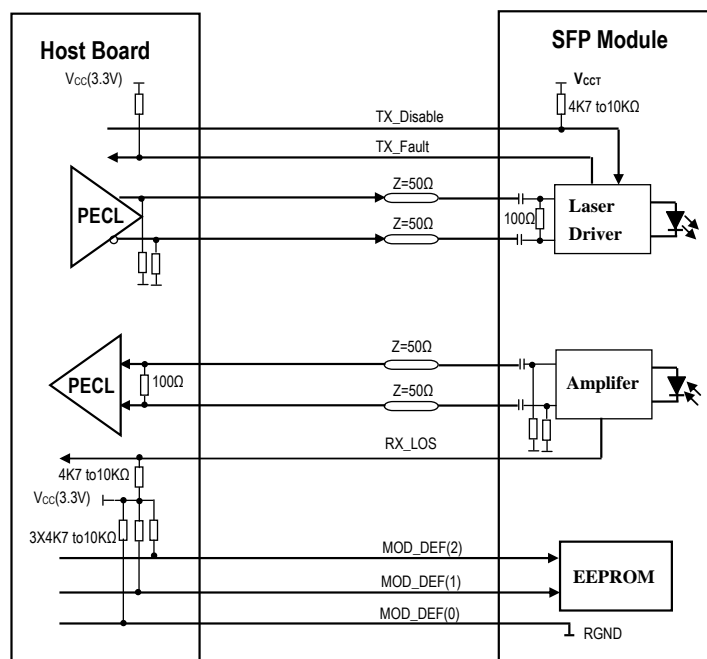 Host Board
SFP Module
VCC(3.3V)
VCCT
4K7 to10KΩ
TX_Disable
TX_Fault
PECL
Z=50Ω
Z=50Ω
100Ω
Laser
Driver
PECL
100Ω
Z=50Ω
Z=50Ω
Amplifer
RX_LOS
4K7 to10KΩ
VCC(3.3V)
3X4K7 to10KΩ
MOD_DEF(2)
MOD_DEF(1)
EEPROM
MOD_DEF(0)
RGND